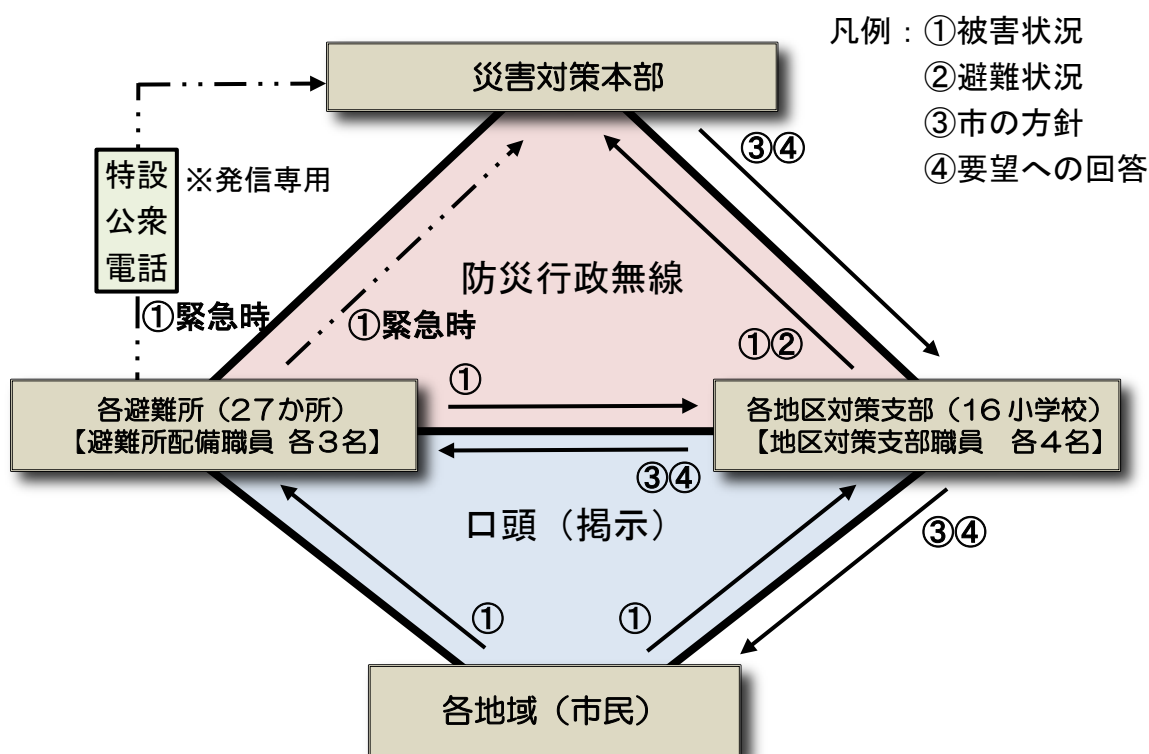 凡例：①被害状況
②避難状況
③市の方針
④要望への回答
災害対策本部
特設
公衆
電話
※発信専用
③④
防災行政無線
①緊急時
①緊急時
①②
①
各避難所（２７か所）
【避難所配備職員 各３名】
各地区対策支部（１６小学校）
【地区対策支部職員　各４名】
③④
口頭（掲示）
③④
①
①
各地域（市民）